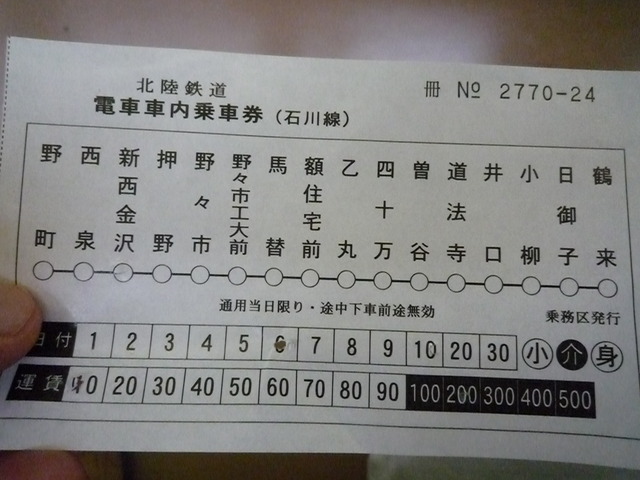 北陸鉄道
冊 No 2770-24
電車車内乗車券（石川線）
野町 西泉 新西金沢 押野 野々市 野々市工大前 馬替 額住宅前 乙丸 四十万 曽谷 道法寺 井口 小柳 日御子 鶴来
通用当日限り・途中下車前途無効
乗務区発行
日付 1 2 3 4 5 6 7 8 9 10 20 30 小 介 身
運賃 10 20 30 40 50 60 70 80 90 100 200 300 400 500